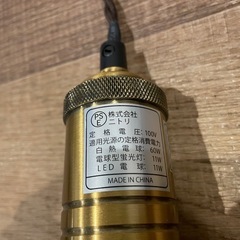 PS
E
株式会社
ニトリ
定格電圧:100V
適用光源の定格消費電力
白熱電球:60W
電球型蛍光灯:11W
LED電球:11W
MADE IN CHINA